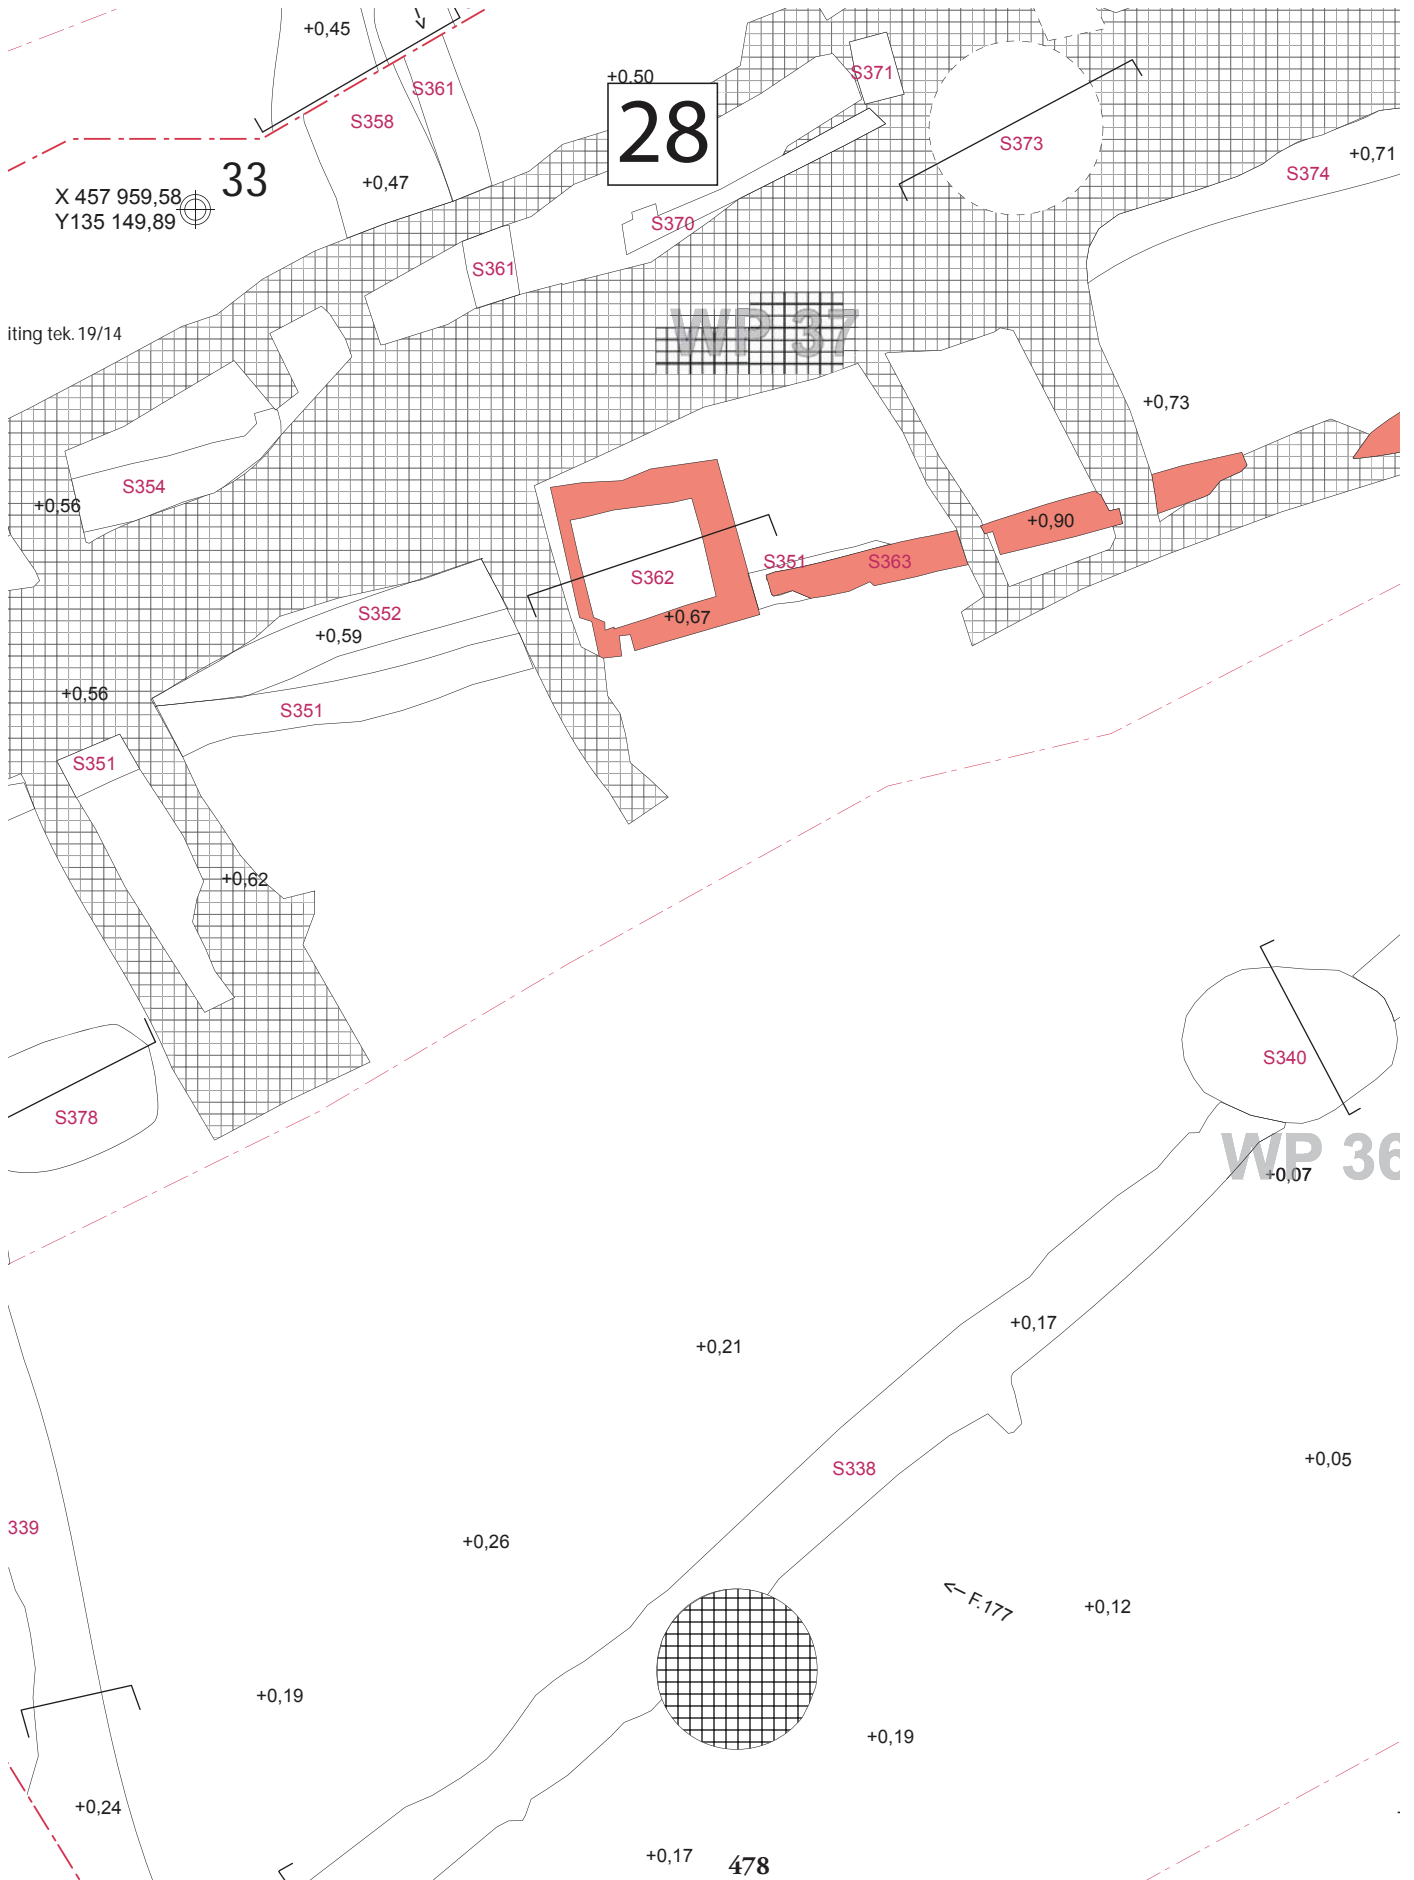 +0,45
S361
S358
+0,50
28
S371
S373
+0,71
S374
33
+0,47
X 457 959,58
Y135 149,89
S370
S361
WP 37
iting tek. 19/14
+0,73
S354
+0,56
+0,90
S351
S363
S362
+0,67
S352
+0,59
+0,56
S351
S351
+0,62
S340
S378
WP 36
+0,07
+0,17
+0,21
+0,05
S338
339
+0,26
F.177
+0,12
+0,19
+0,19
+0,24
+0,17
478